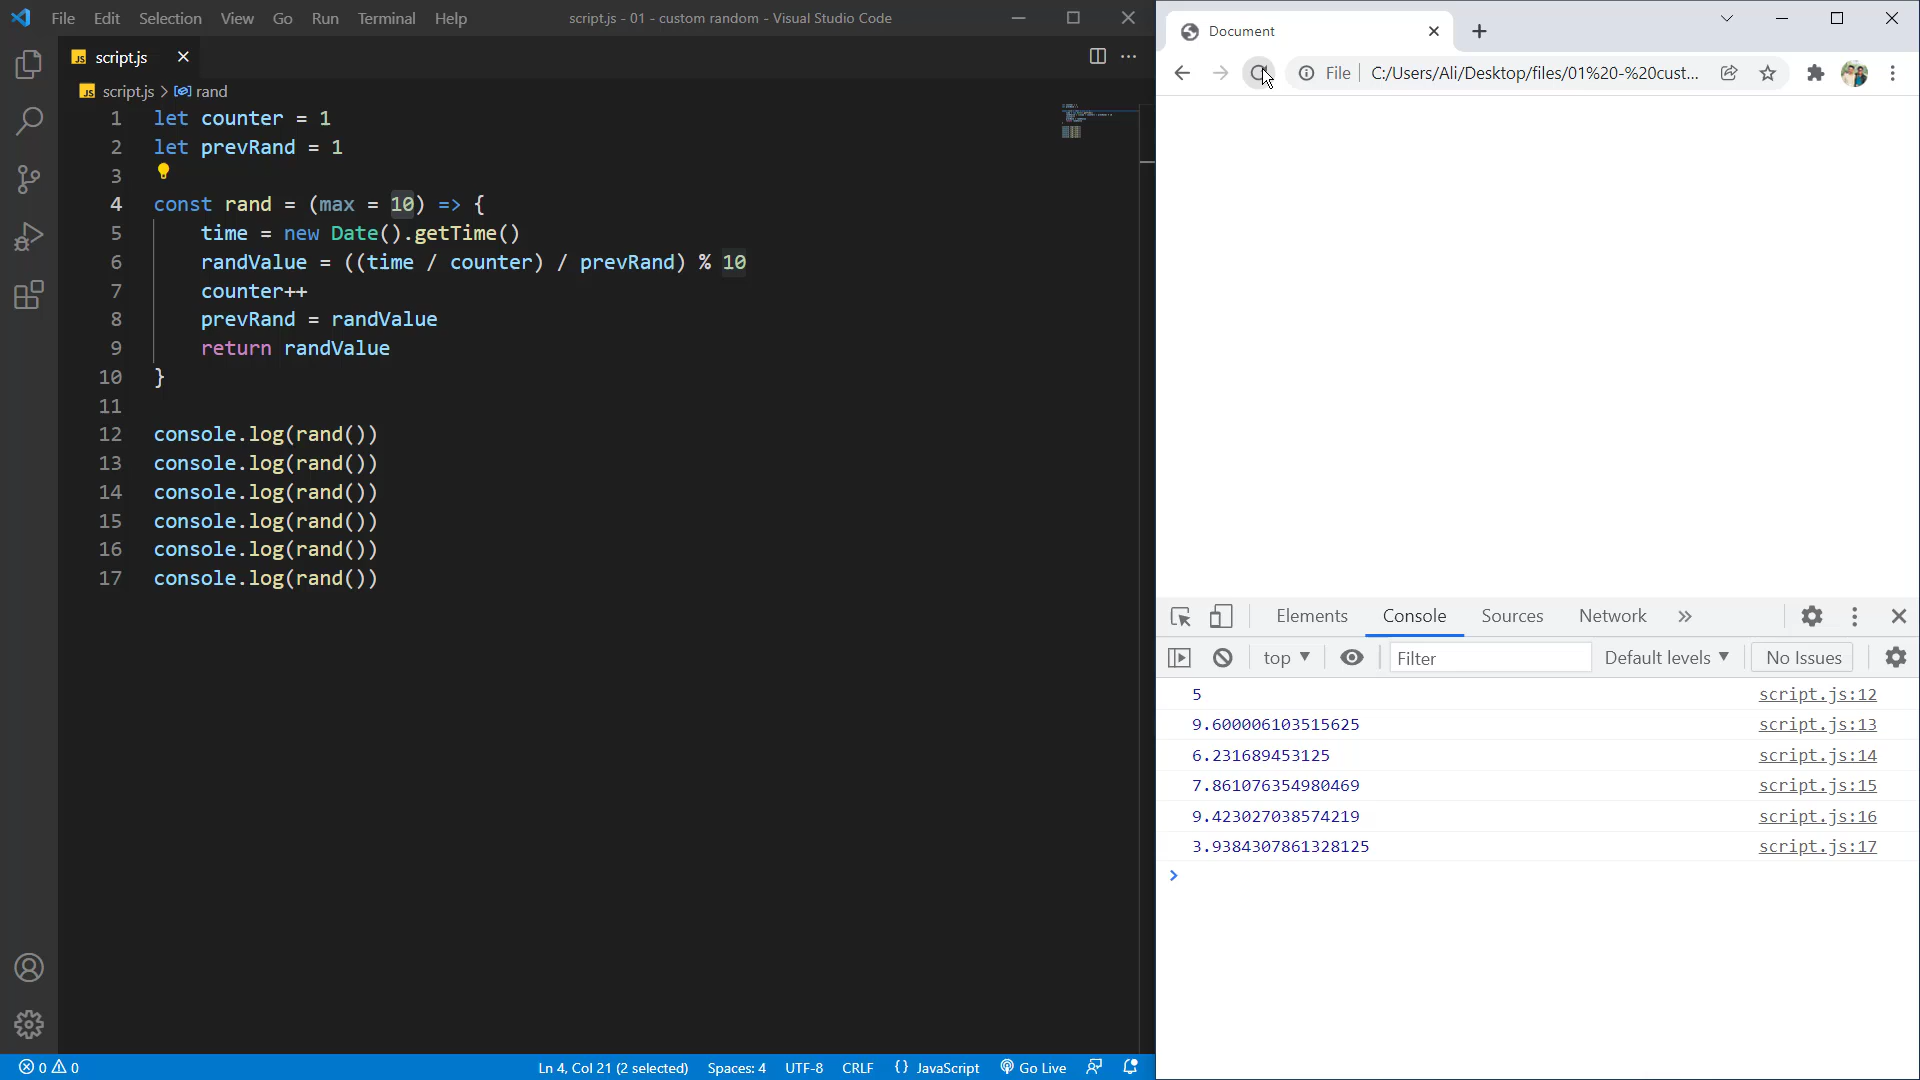 File Edit Selection View Go Run Terminal Help script.js - 01 - custom random - Visual Studio Code
JS script.js
JS script.js > rand
1 let counter = 1
2 let prevRand = 1
3
4 const rand = (max = 10) => {
5 time = new Date().getTime()
6 randValue = ((time / counter) / prevRand) % 10
7 counter++
8 prevRand = randValue
9 return randValue
10 }
11
12 console.log(rand())
13 console.log(rand())
14 console.log(rand())
15 console.log(rand())
16 console.log(rand())
17 console.log(rand())
0 0 Ln 4, Col 21 (2 selected) Spaces: 4 UTF-8 CRLF {} JavaScript Go Live
Document
File C:/Users/Ali/Desktop/files/01%20-%20cust...
Elements Console Sources Network »
top Filter Default levels No Issues
5 script.js:12
9.600006103515625 script.js:13
6.231689453125 script.js:14
7.861076354980469 script.js:15
9.423027038574219 script.js:16
3.9384307861328125 script.js:17
>